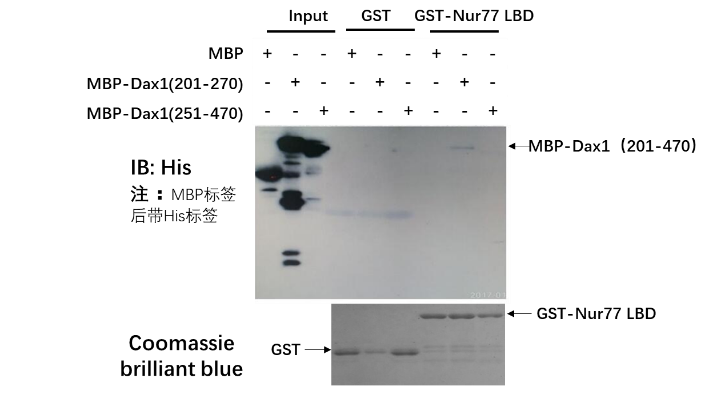 Input GST GST-Nur77 LBD
MBP + - - + - - + - -
MBP-Dax1(201-270) - + - - + - - + -
MBP-Dax1(251-470) - - + - - + - - +
MBP-Dax1（201-470)
IB: His
注：MBP标签
后带His标签
GST-Nur77 LBD
Coomassie
brilliant blue
GST